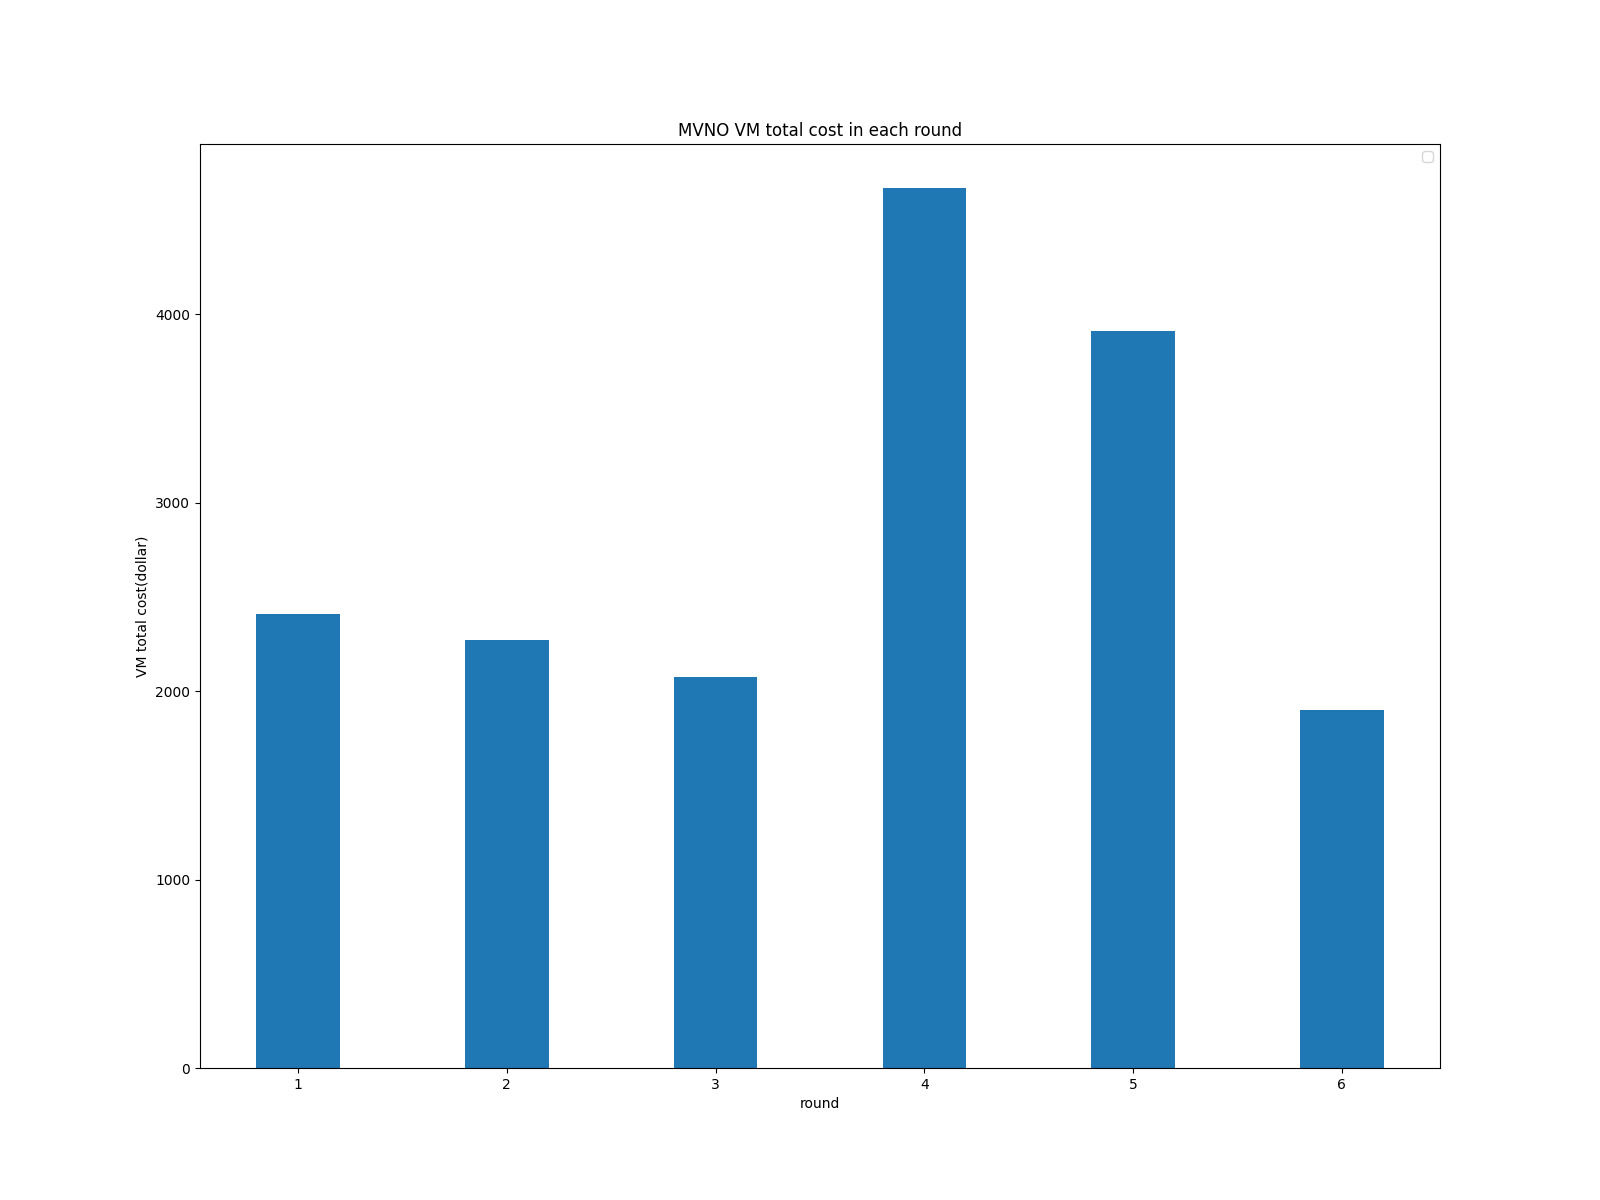 MVNO VM total cost in each round
VM total cost(dollar)
4000
3000
2000
1000
0
1 2 3 4 5 6
round